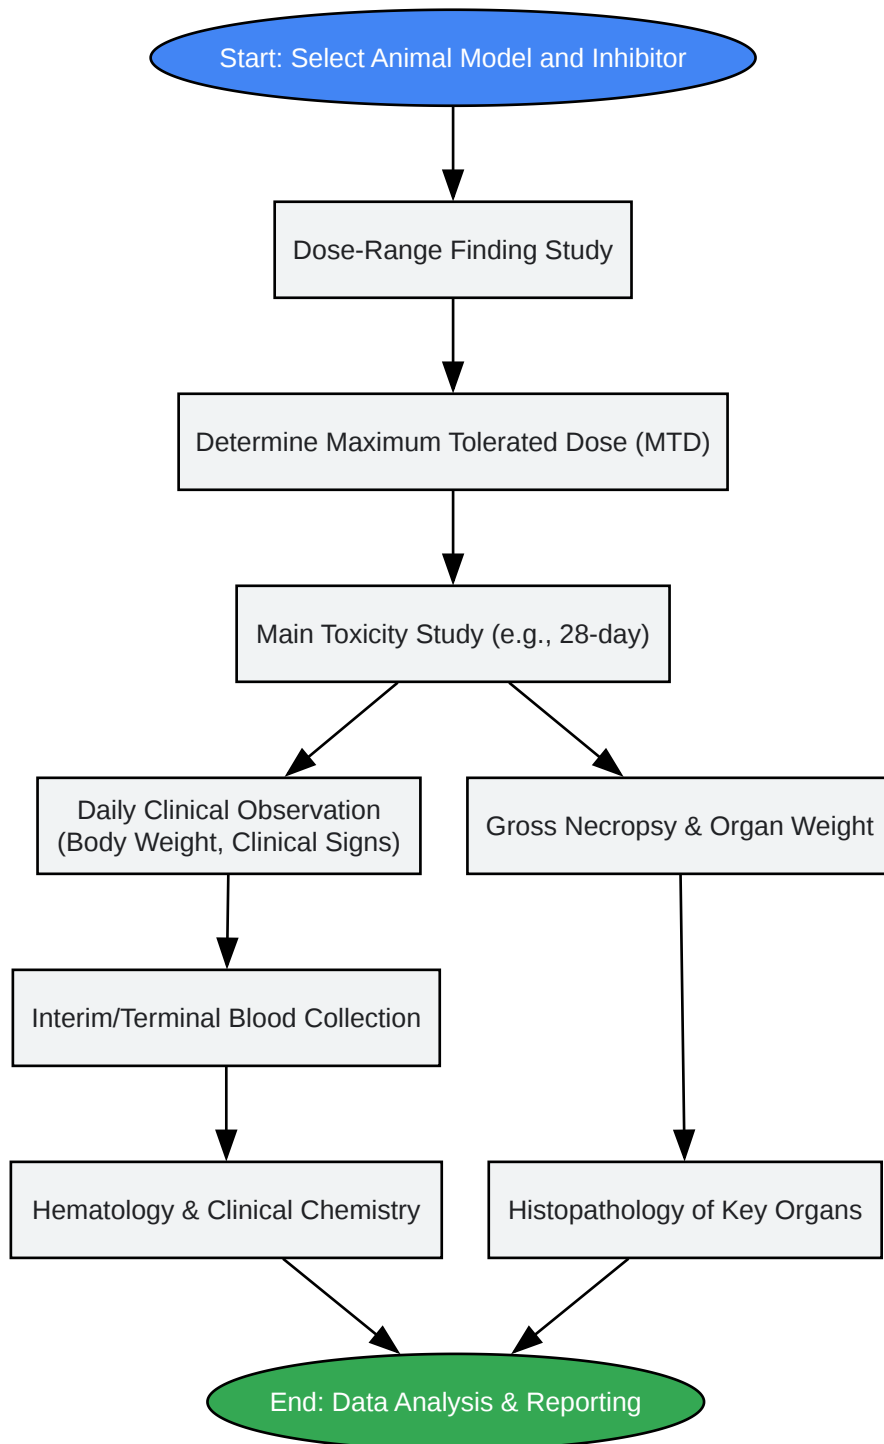 Start: Select Animal Model and Inhibitor
Dose-Range Finding Study
Determine Maximum Tolerated Dose (MTD)
Main Toxicity Study (e.g., 28-day)
Daily Clinical Observation
(Body Weight, Clinical Signs)
Gross Necropsy & Organ Weight
Interim/Terminal Blood Collection
Hematology & Clinical Chemistry
Histopathology of Key Organs
End: Data Analysis & Reporting